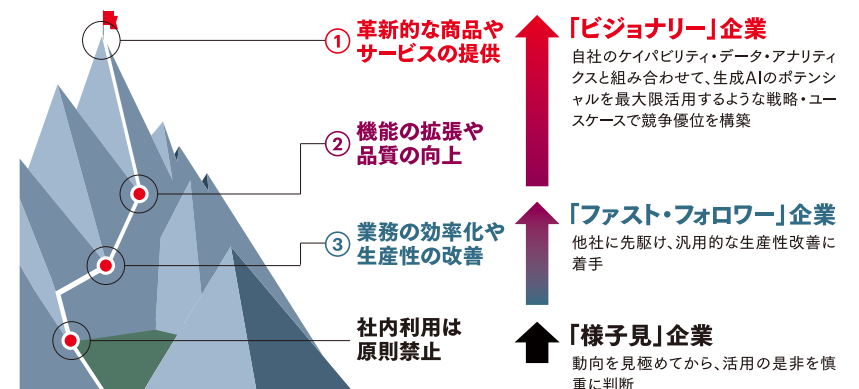 ① 革新的な商品や
サービスの提供
② 機能の拡張や
品質の向上
③ 業務の効率化や
生産性の改善
社内利用は
原則禁止
「ビジョナリー」企業
自社のケイパビリティ・データ・アナリティ
クスと組み合わせて、生成AIのポテンシ
ャルを最大限活用するような戦略・ユー
スケースで競争優位を構築
「ファスト・フォロワー」企業
他社に先駆け、汎用的な生産性改善に
着手
「様子見」企業
動向を見極めてから、活用の是非を慎
重に判断